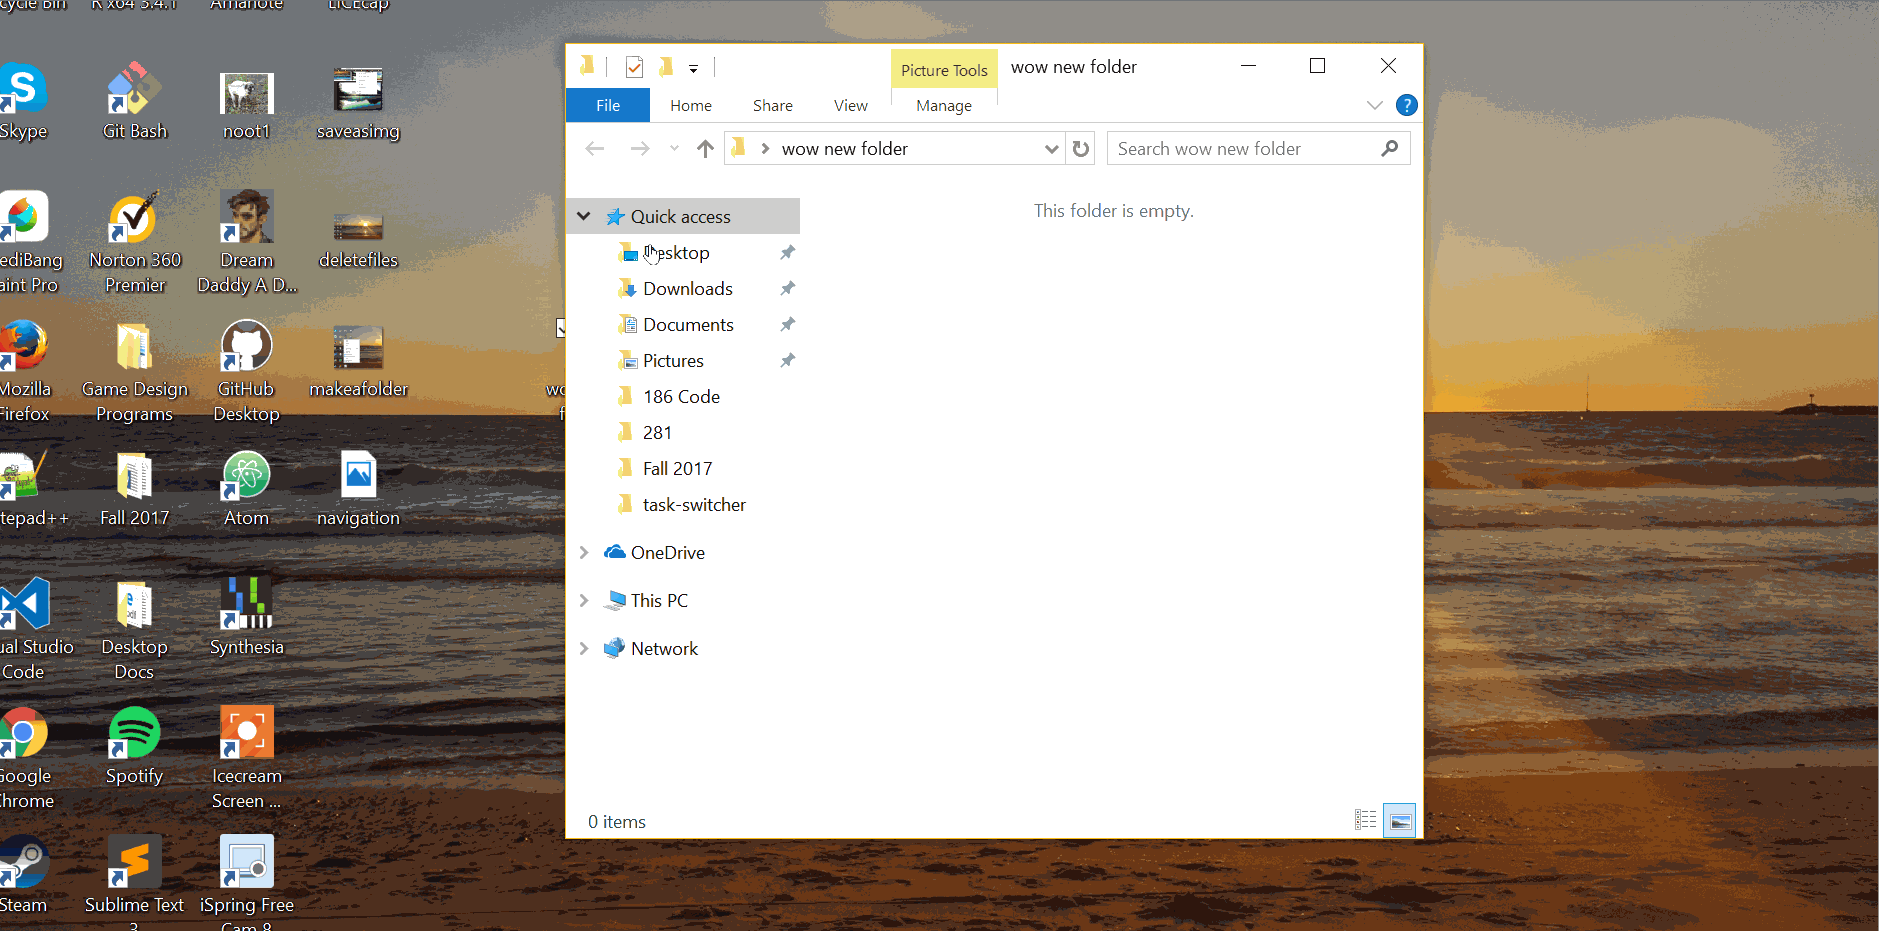 cycle Bin
R x64 3.4.1
Amanote
LICEcap
Skype
Git Bash
noot1
saveasimg
ediBang
aint Pro
Norton 360
Premier
Dream
Daddy A D...
deletefiles
Mozilla
Firefox
Game Design
Programs
GitHub
Desktop
makeafolder
wo
f
tepad++
Fall 2017
Atom
navigation
ual Studio
Code
Desktop
Docs
Synthesia
Google
Chrome
Spotify
Icecream
Screen ...
Steam
Sublime Text
3
iSpring Free
Cam 8
Picture Tools
wow new folder
File
Home
Share
View
Manage
?
wow new folder
Search wow new folder
Quick access
This folder is empty.
Desktop
Downloads
Documents
Pictures
186 Code
281
Fall 2017
task-switcher
OneDrive
This PC
Network
0 items